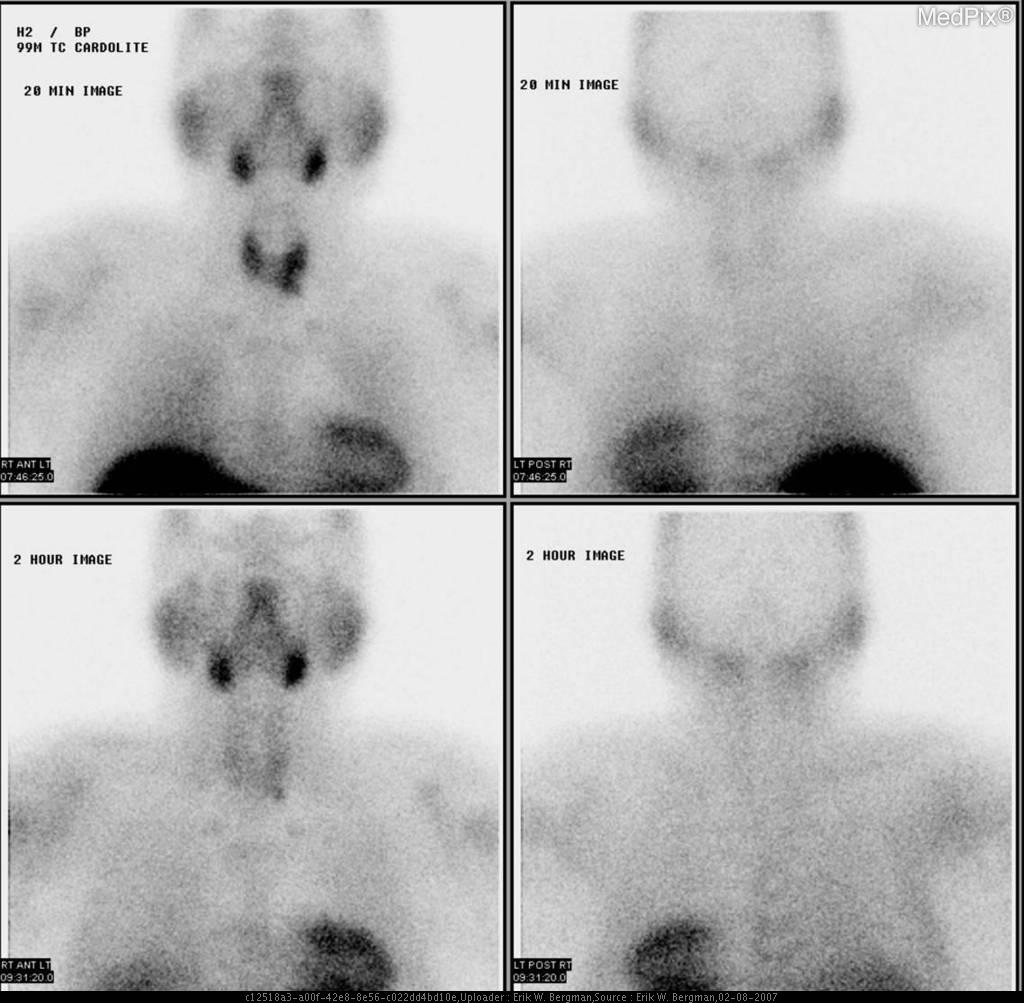 H2 / BP
99M TC CARDOLITE
20 MIN IMAGE
RT ANT LT
07:46:25.0
MedPix®
20 MIN IMAGE
LT POST RT
07:46:25.0
2 HOUR IMAGE
RT ANT LT
09:31:20.0
2 HOUR IMAGE
LT POST RT
09:31:20.0
c12518a3-a00f-42e8-8e56-c022dd4bd10e,Uploader : Erik W. Bergman,Source : Erik W. Bergman,02-08-2007